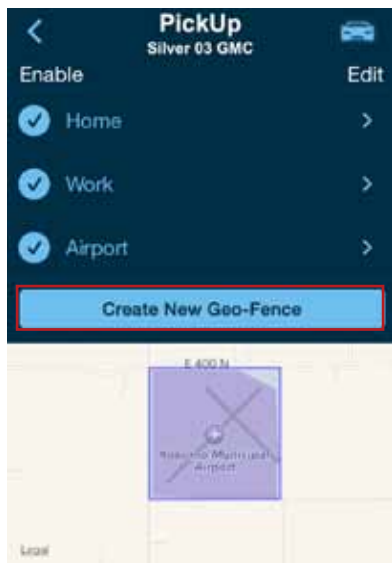 PickUp
Silver 03 GMC
Enable Edit
Home
Work
Airport
Create New Geo-Fence
E 400 N
Kokomo Municipal
Airport
Legal